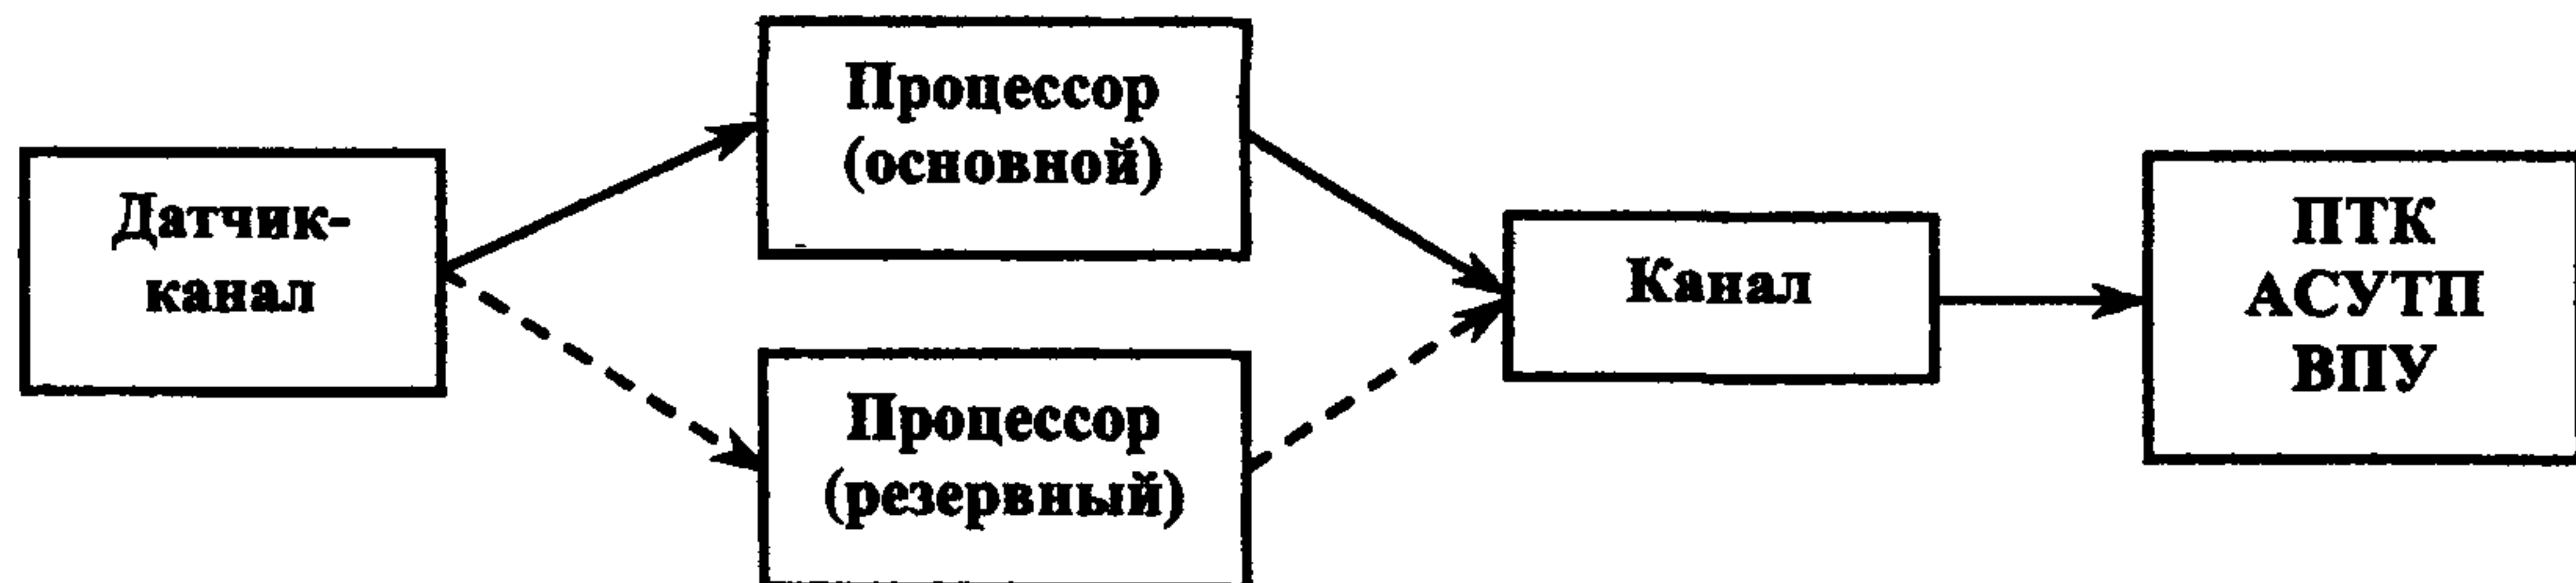 Датчик-
канал
Процессор
(основной)
Процессор
(резервный)
Канал
ПТК
АСУТП
ВПУ